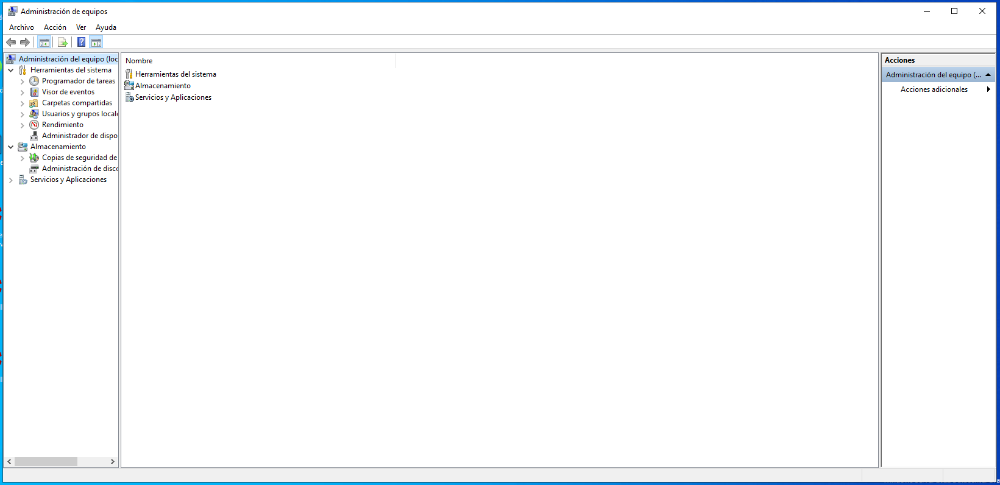 Administración de equipos
Archivo Acción Ver Ayuda
Administración del equipo (loc
Herramientas del sistema
Programador de tareas
Visor de eventos
Carpetas compartidas
Usuarios y grupos local
Rendimiento
Administrador de dispo
Almacenamiento
Copias de seguridad de
Administración de disc
Servicios y Aplicaciones
Nombre
Herramientas del sistema
Almacenamiento
Servicios y Aplicaciones
Acciones
Administración del equipo (...
Acciones adicionales